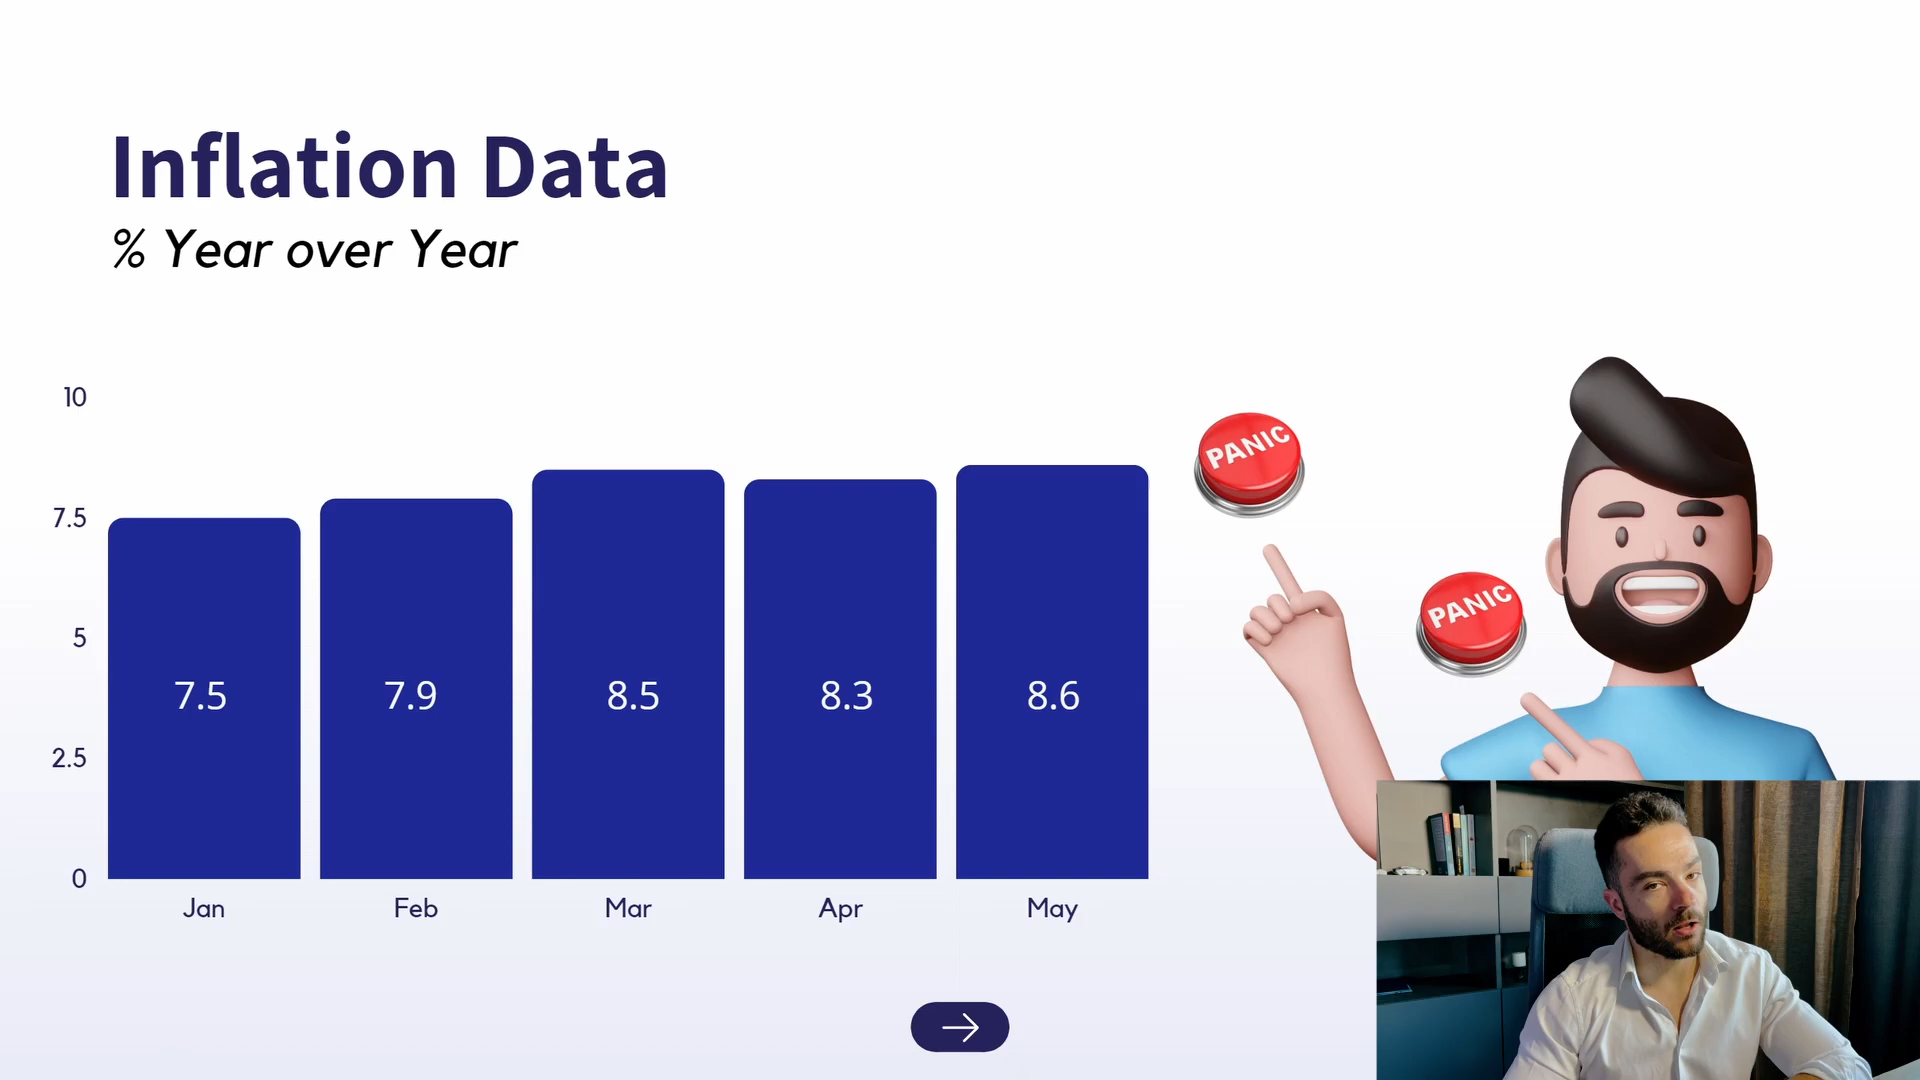 Inflation Data
% Year over Year
10
7.5
5
2.5
0
7.5
7.9
8.5
8.3
8.6
Jan
Feb
Mar
Apr
May
PANIC
PANIC